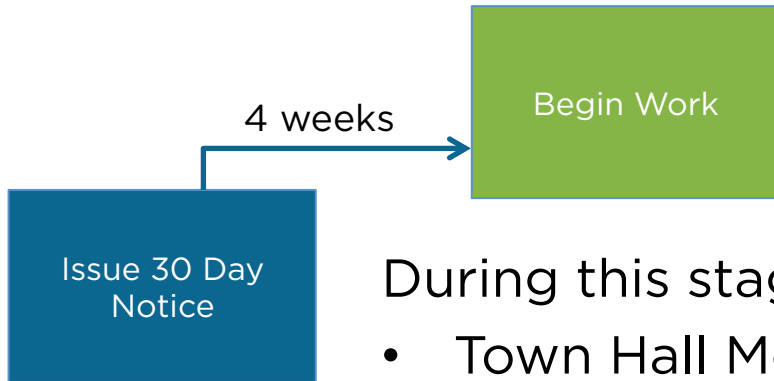 4 weeks
Begin Work
Issue 30 Day
Notice
During this
• Town Hall